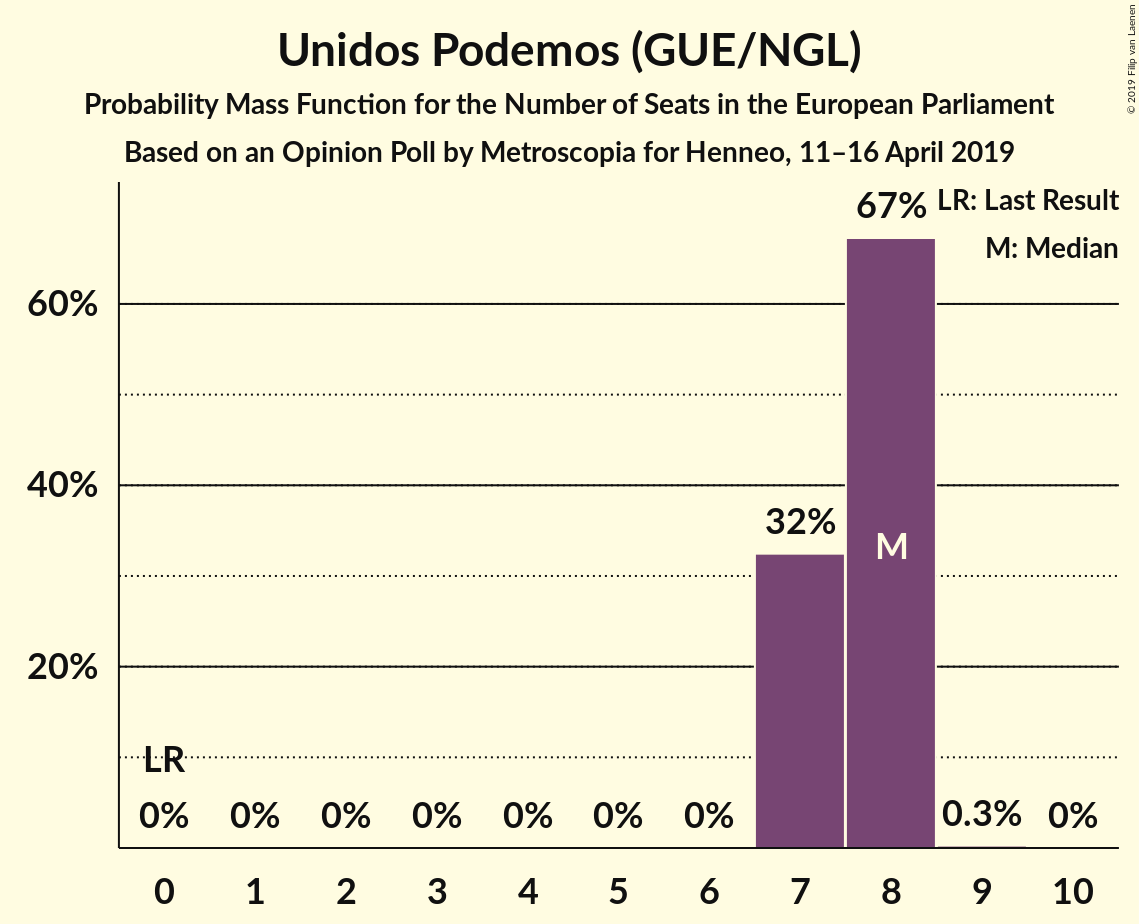 Unidos Podemos (GUE/NGL)
Probability Mass Function for the Number of Seats in the European Parliament
Based on an Opinion Poll by Metroscopia for Henneo, 11–16 April 2019
© 2019 Filip van Laenen
67% LR: Last Result
M: Median
60%
40%
32%
M
20%
LR
0% 0% 0% 0% 0% 0% 0% 0.3% 0%
0 1 2 3 4 5 6 7 8 9 10